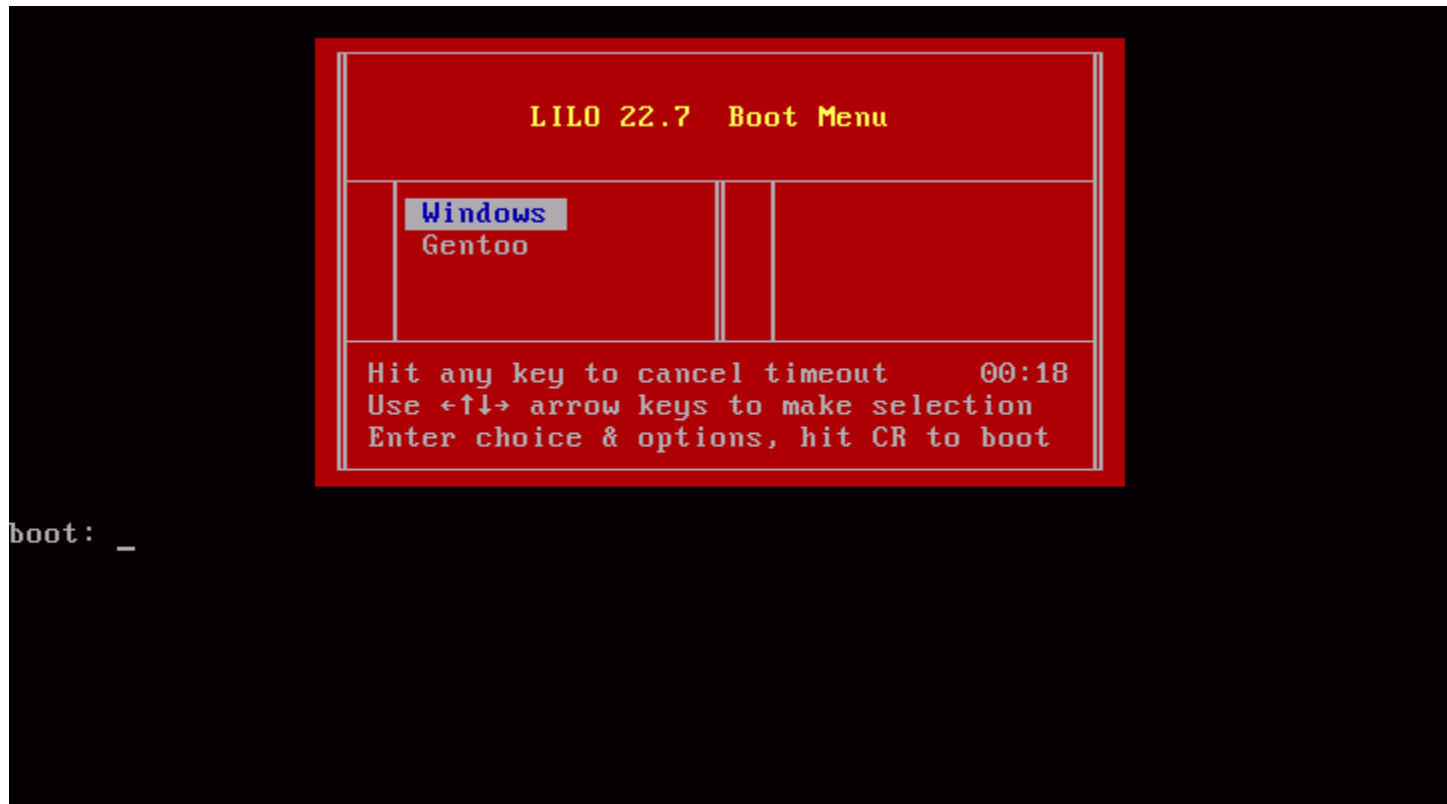 LILO 22.7  Boot Menu
Windows
Gentoo
Hit any key to cancel timeout     00:18
Use ←↑↓→ arrow keys to make selection
Enter choice & options, hit CR to boot
boot: _